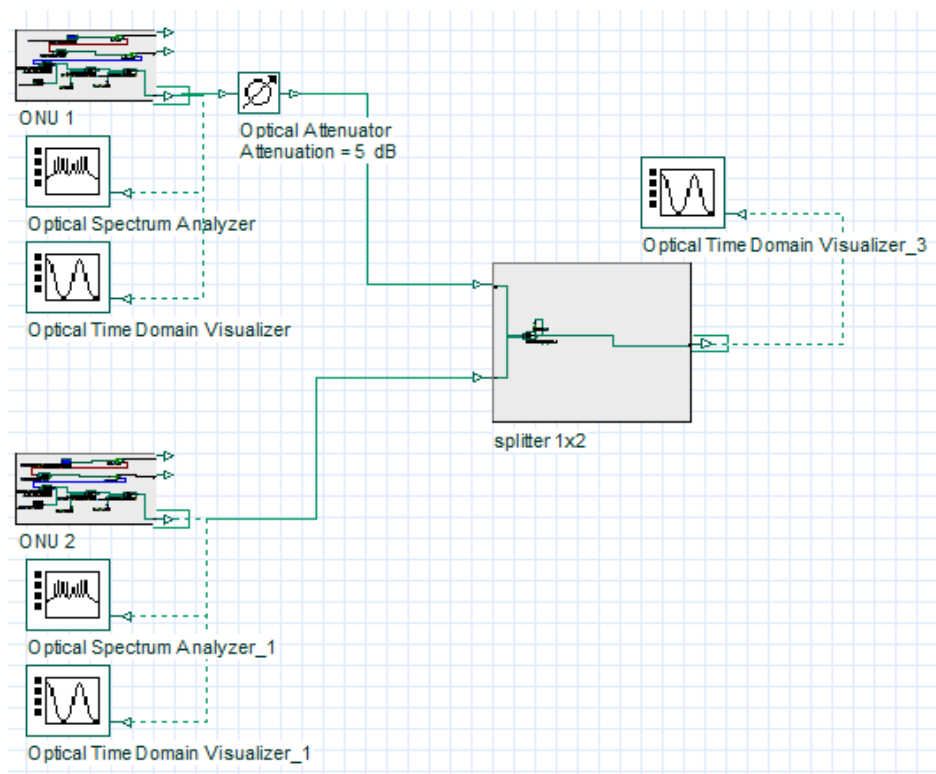 ONU 1
Optical Attenuator
Attenuation = 5 dB
Optical Spectrum Analyzer
Optical Time Domain Visualizer
Optical Time Domain Visualizer_3
splitter 1x2
ONU 2
Optical Spectrum Analyzer_1
Optical Time Domain Visualizer_1